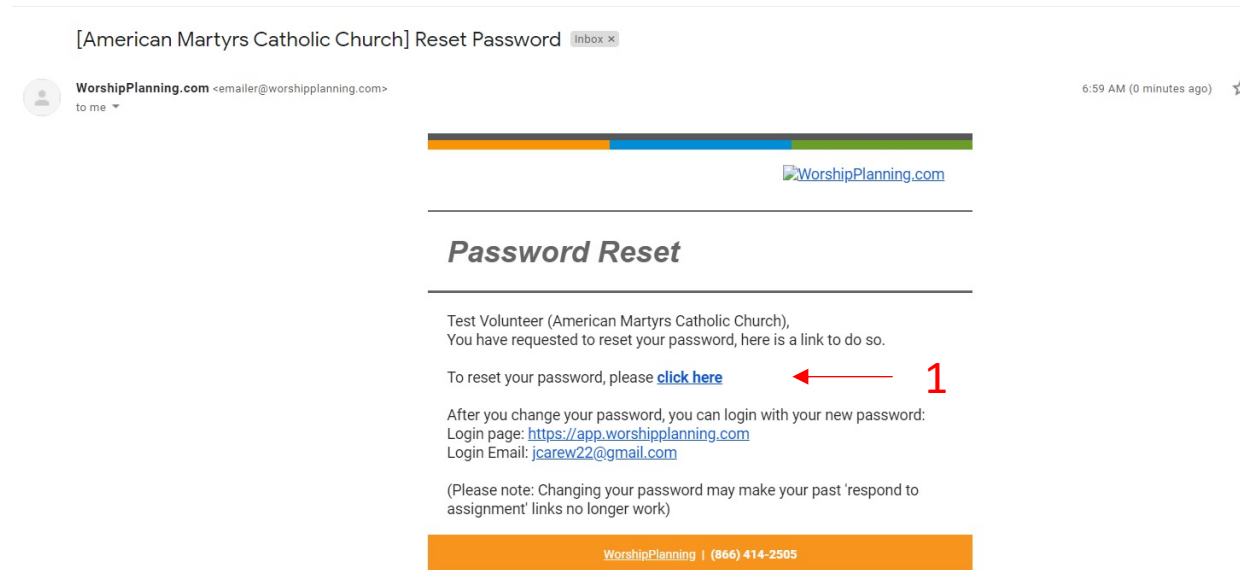 [American Martyrs Catholic Church] Reset Password Inbox ×
WorshipPlanning.com <emailer@worshipplanning.com> 6:59 AM (0 minutes ago)
to me
WorshipPlanning.com
Password Reset
Test Volunteer (American Martyrs Catholic Church),
You have requested to reset your password, here is a link to do so.
To reset your password, please click here 1
After you change your password, you can login with your new password:
Login page: https://app.worshipplanning.com
Login Email: jcarew22@gmail.com
(Please note: Changing your password may make your past 'respond to
assignment' links no longer work)
WorshipPlanning | (866) 414-2505